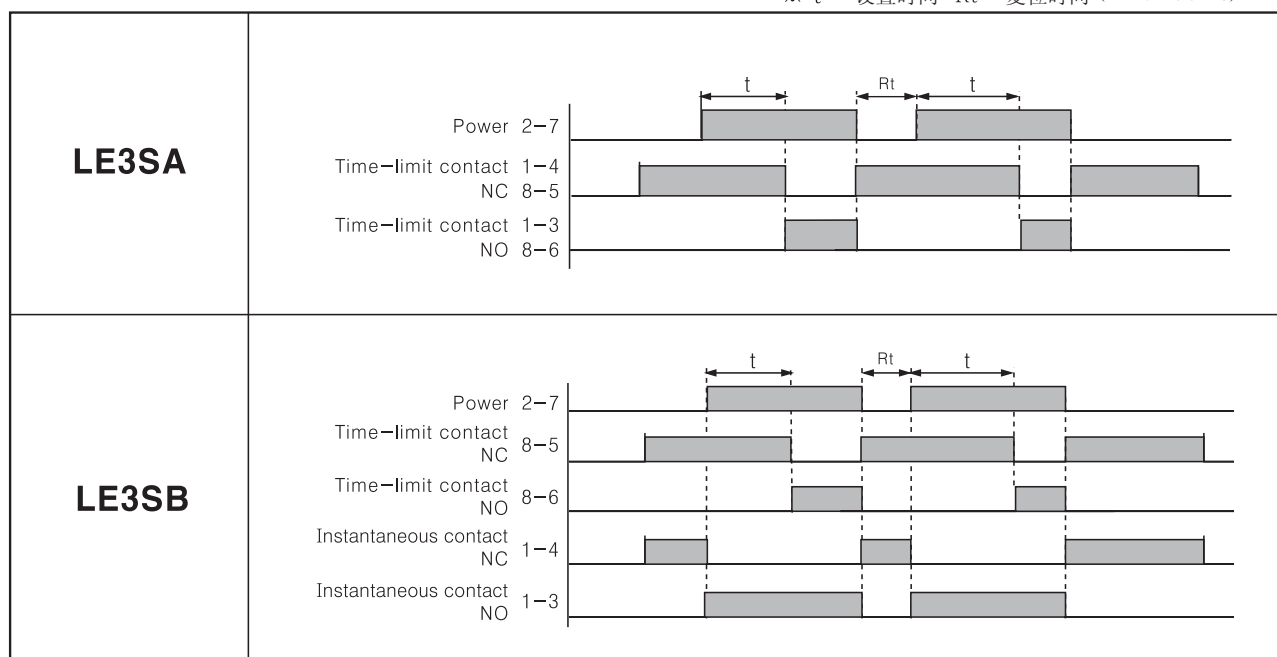 t Rt t
Power 2-7
LE3SA
Time-limit contact 1-4
NC 8-5
Time-limit contact 1-3
NO 8-6
t Rt t
Power 2-7
Time-limit contact
NC 8-5
LE3SB
Time-limit contact
NO 8-6
Instantaneous contact
NC 1-4
Instantaneous contact
NO 1-3